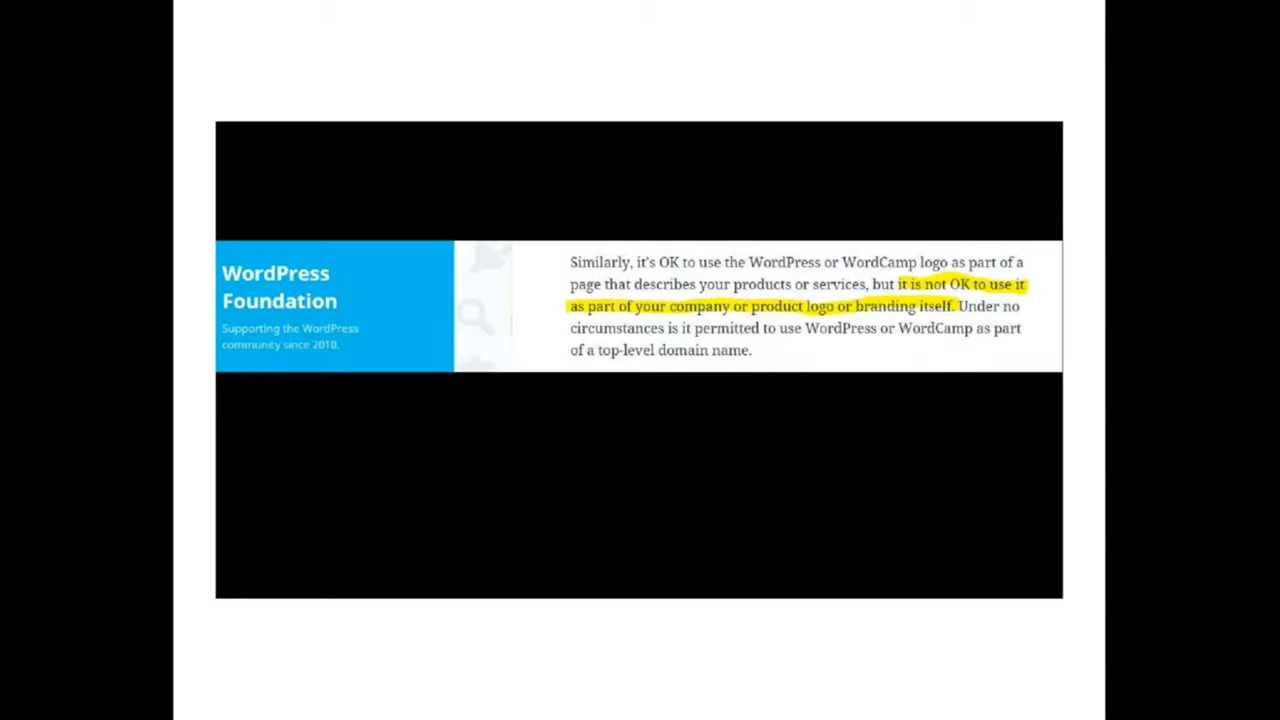 WordPress
Foundation
Supporting the WordPress
community since 2010.
Similarly, it's OK to use the WordPress or WordCamp logo as part of a
page that describes your products or services, but it is not OK to use it
as part of your company or product logo or branding itself. Under no
circumstances is it permitted to use WordPress or WordCamp as part
of a top-level domain name.